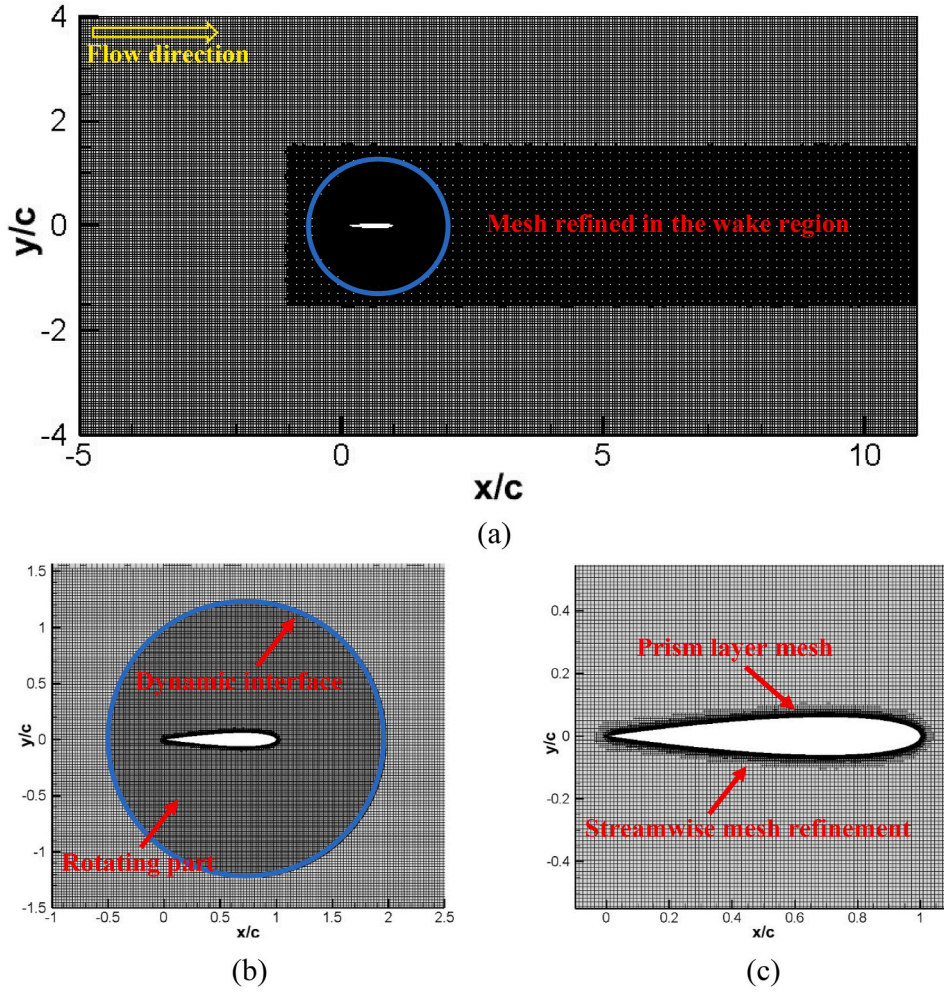 4
Flow direction
2
y/c
0
Mesh refined in the wake region
-2
-4
-5
0
5
10
x/c
(a)
1.5
1
Dynamic interface
0.5
y/c
0
-0.5
-1
Rotating part
-1.5
-1
-0.5
0
0.5
1
1.5
2
2.5
x/c
(b)
0.4
Prism layer mesh
0.2
y/c
0
-0.2
Streamwise mesh refinement
-0.4
0
0.2
0.4
0.6
0.8
1
x/c
(c)